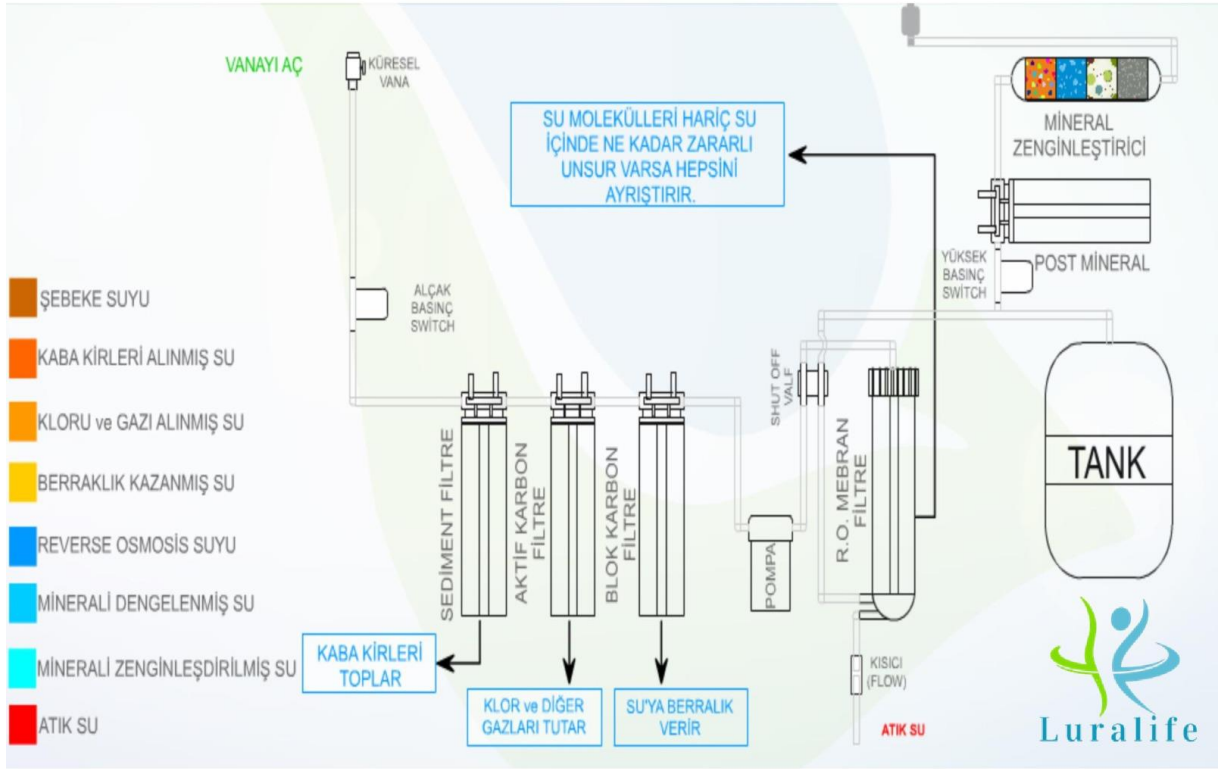 VANAYI AÇ
KÜRESEL
VANA
SU MOLEKÜLLERİ HARİÇ SU
İÇİNDE NE KADAR ZARARLI
UNSUR VARSA HEPSİNİ
AYRIŞTIRIR.
MİNERAL
ZENGİNLEŞTİRİCİ
YÜKSEK
BASINÇ
SWİTCH
POST MİNERAL
ALÇAK
BASINÇ
SWİTCH
ŞEBEKE SUYU
KABA KİRLERİ ALINMIŞ SU
KLORU ve GAZI ALINMIŞ SU
BERRAKLIK KAZANMIŞ SU
REVERSE OSMOSİS SUYU
MİNERALİ DENGELENMİŞ SU
MİNERALİ ZENGİNLEŞDİRİLMİŞ SU
ATIK SU
SEDİMENT FİLTRE
AKTİF KARBON
FİLTRE
BLOK KARBON
FİLTRE
POMPA
SHUT OFF
VALF
R.O. MEBRAN
FİLTRE
TANK
KABA KİRLERİ
TOPLAR
KLOR ve DİĞER
GAZLARI TUTAR
SU'YA BERRALIK
VERİR
KISICI
(FLOW)
ATIK SU
Luralife